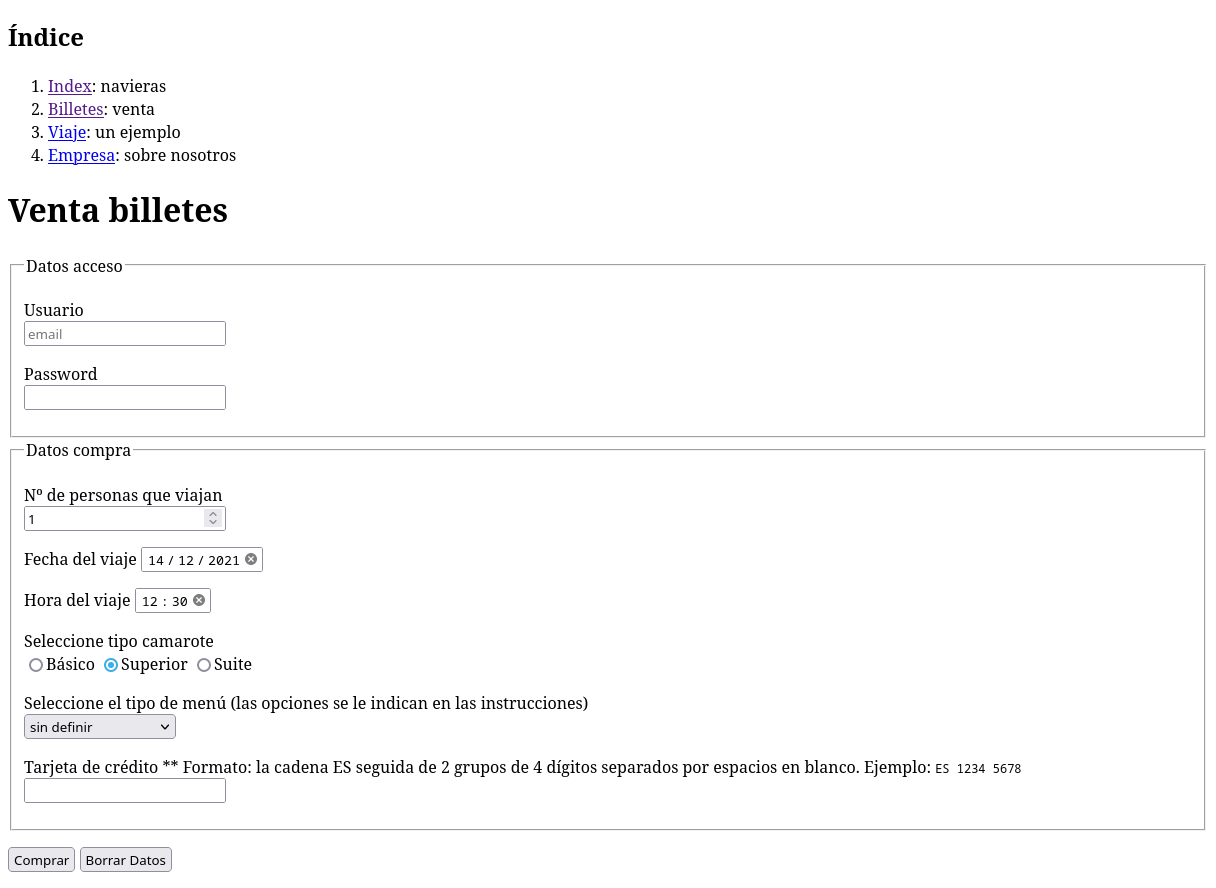 Índice
1. Index: navieras
2. Billetes: venta
3. Viaje: un ejemplo
4. Empresa: sobre nosotros
Venta billetes
Datos acceso
Usuario
email
Password
Datos compra
Nº de personas que viajan
1
Fecha del viaje 14 / 12 / 2021
Hora del viaje 12 : 30
Seleccione tipo camarote
Básico Superior Suite
Seleccione el tipo de menú (las opciones se le indican en las instrucciones)
sin definir
Tarjeta de crédito ** Formato: la cadena ES seguida de 2 grupos de 4 dígitos separados por espacios en blanco. Ejemplo: ES 1234 5678
Comprar Borrar Datos